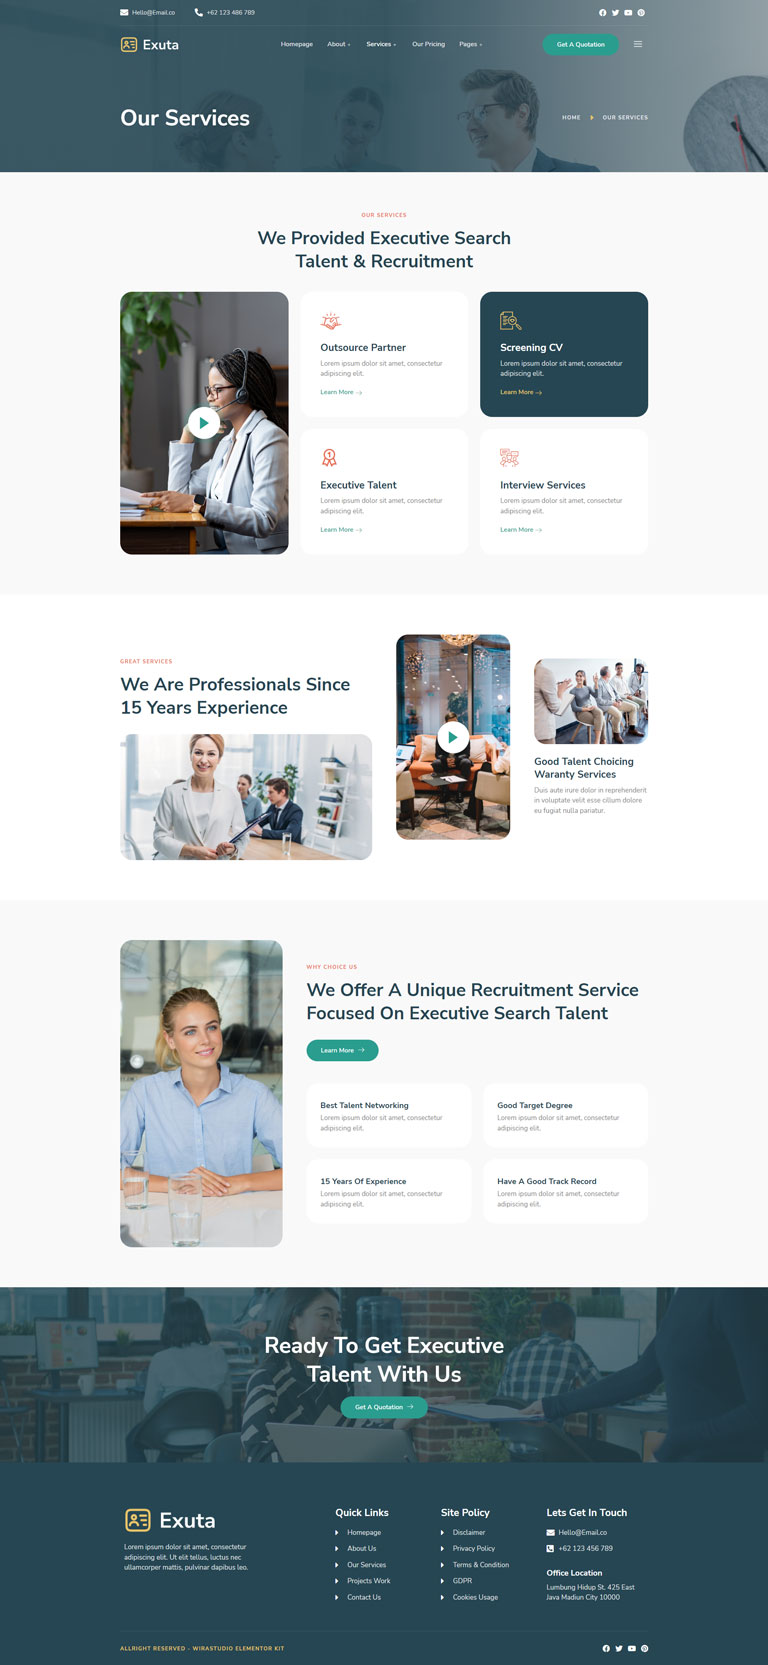 Hello@Email.co
+62 123 486 789
Exuta
Homepage
About
Services
Our Pricing
Pages
Get A Quotation
Our Services
HOME
OUR SERVICES
OUR SERVICES
We Provided Executive Search
Talent & Recruitment
Outsource Partner
Lorem ipsum dolor sit amet, consectetur
adipiscing elit.
Learn More
Screening CV
Lorem ipsum dolor sit amet, consectetur
adipiscing elit.
Learn More
Executive Talent
Lorem ipsum dolor sit amet, consectetur
adipiscing elit.
Learn More
Interview Services
Lorem ipsum dolor sit amet, consectetur
adipiscing elit.
Learn More
GREAT SERVICES
We Are Professionals Since
15 Years Experience
Good Talent Choicing
Waranty Services
Duis aute irure dolor in reprehenderit
in voluptate velit esse cillum dolore
eu fugiat nulla pariatur.
WHY CHOICE US
We Offer A Unique Recruitment Service
Focused On Executive Search Talent
Learn More
Best Talent Networking
Lorem ipsum dolor sit amet, consectetur
adipiscing elit.
Good Target Degree
Lorem ipsum dolor sit amet, consectetur
adipiscing elit.
15 Years Of Experience
Lorem ipsum dolor sit amet, consectetur
adipiscing elit.
Have A Good Track Record
Lorem ipsum dolor sit amet, consectetur
adipiscing elit.
Ready To Get Executive
Talent With Us
Get A Quotation
Exuta
Lorem ipsum dolor sit amet, consectetur
adipiscing elit. Ut elit tellus, luctus nec
ullamcorper mattis, pulvinar dapibus leo.
Quick Links
Homepage
About Us
Our Services
Projects Work
Contact Us
Site Policy
Disclaimer
Privacy Policy
Terms & Condition
GDPR
Cookies Usage
Lets Get In Touch
Hello@Email.co
+62 123 456 789
Office Location
Lumbung Hidup St. 425 East
Java Madiun City 10000
ALLRIGHT RESERVED - WIRASTUDIO ELEMENTOR KIT